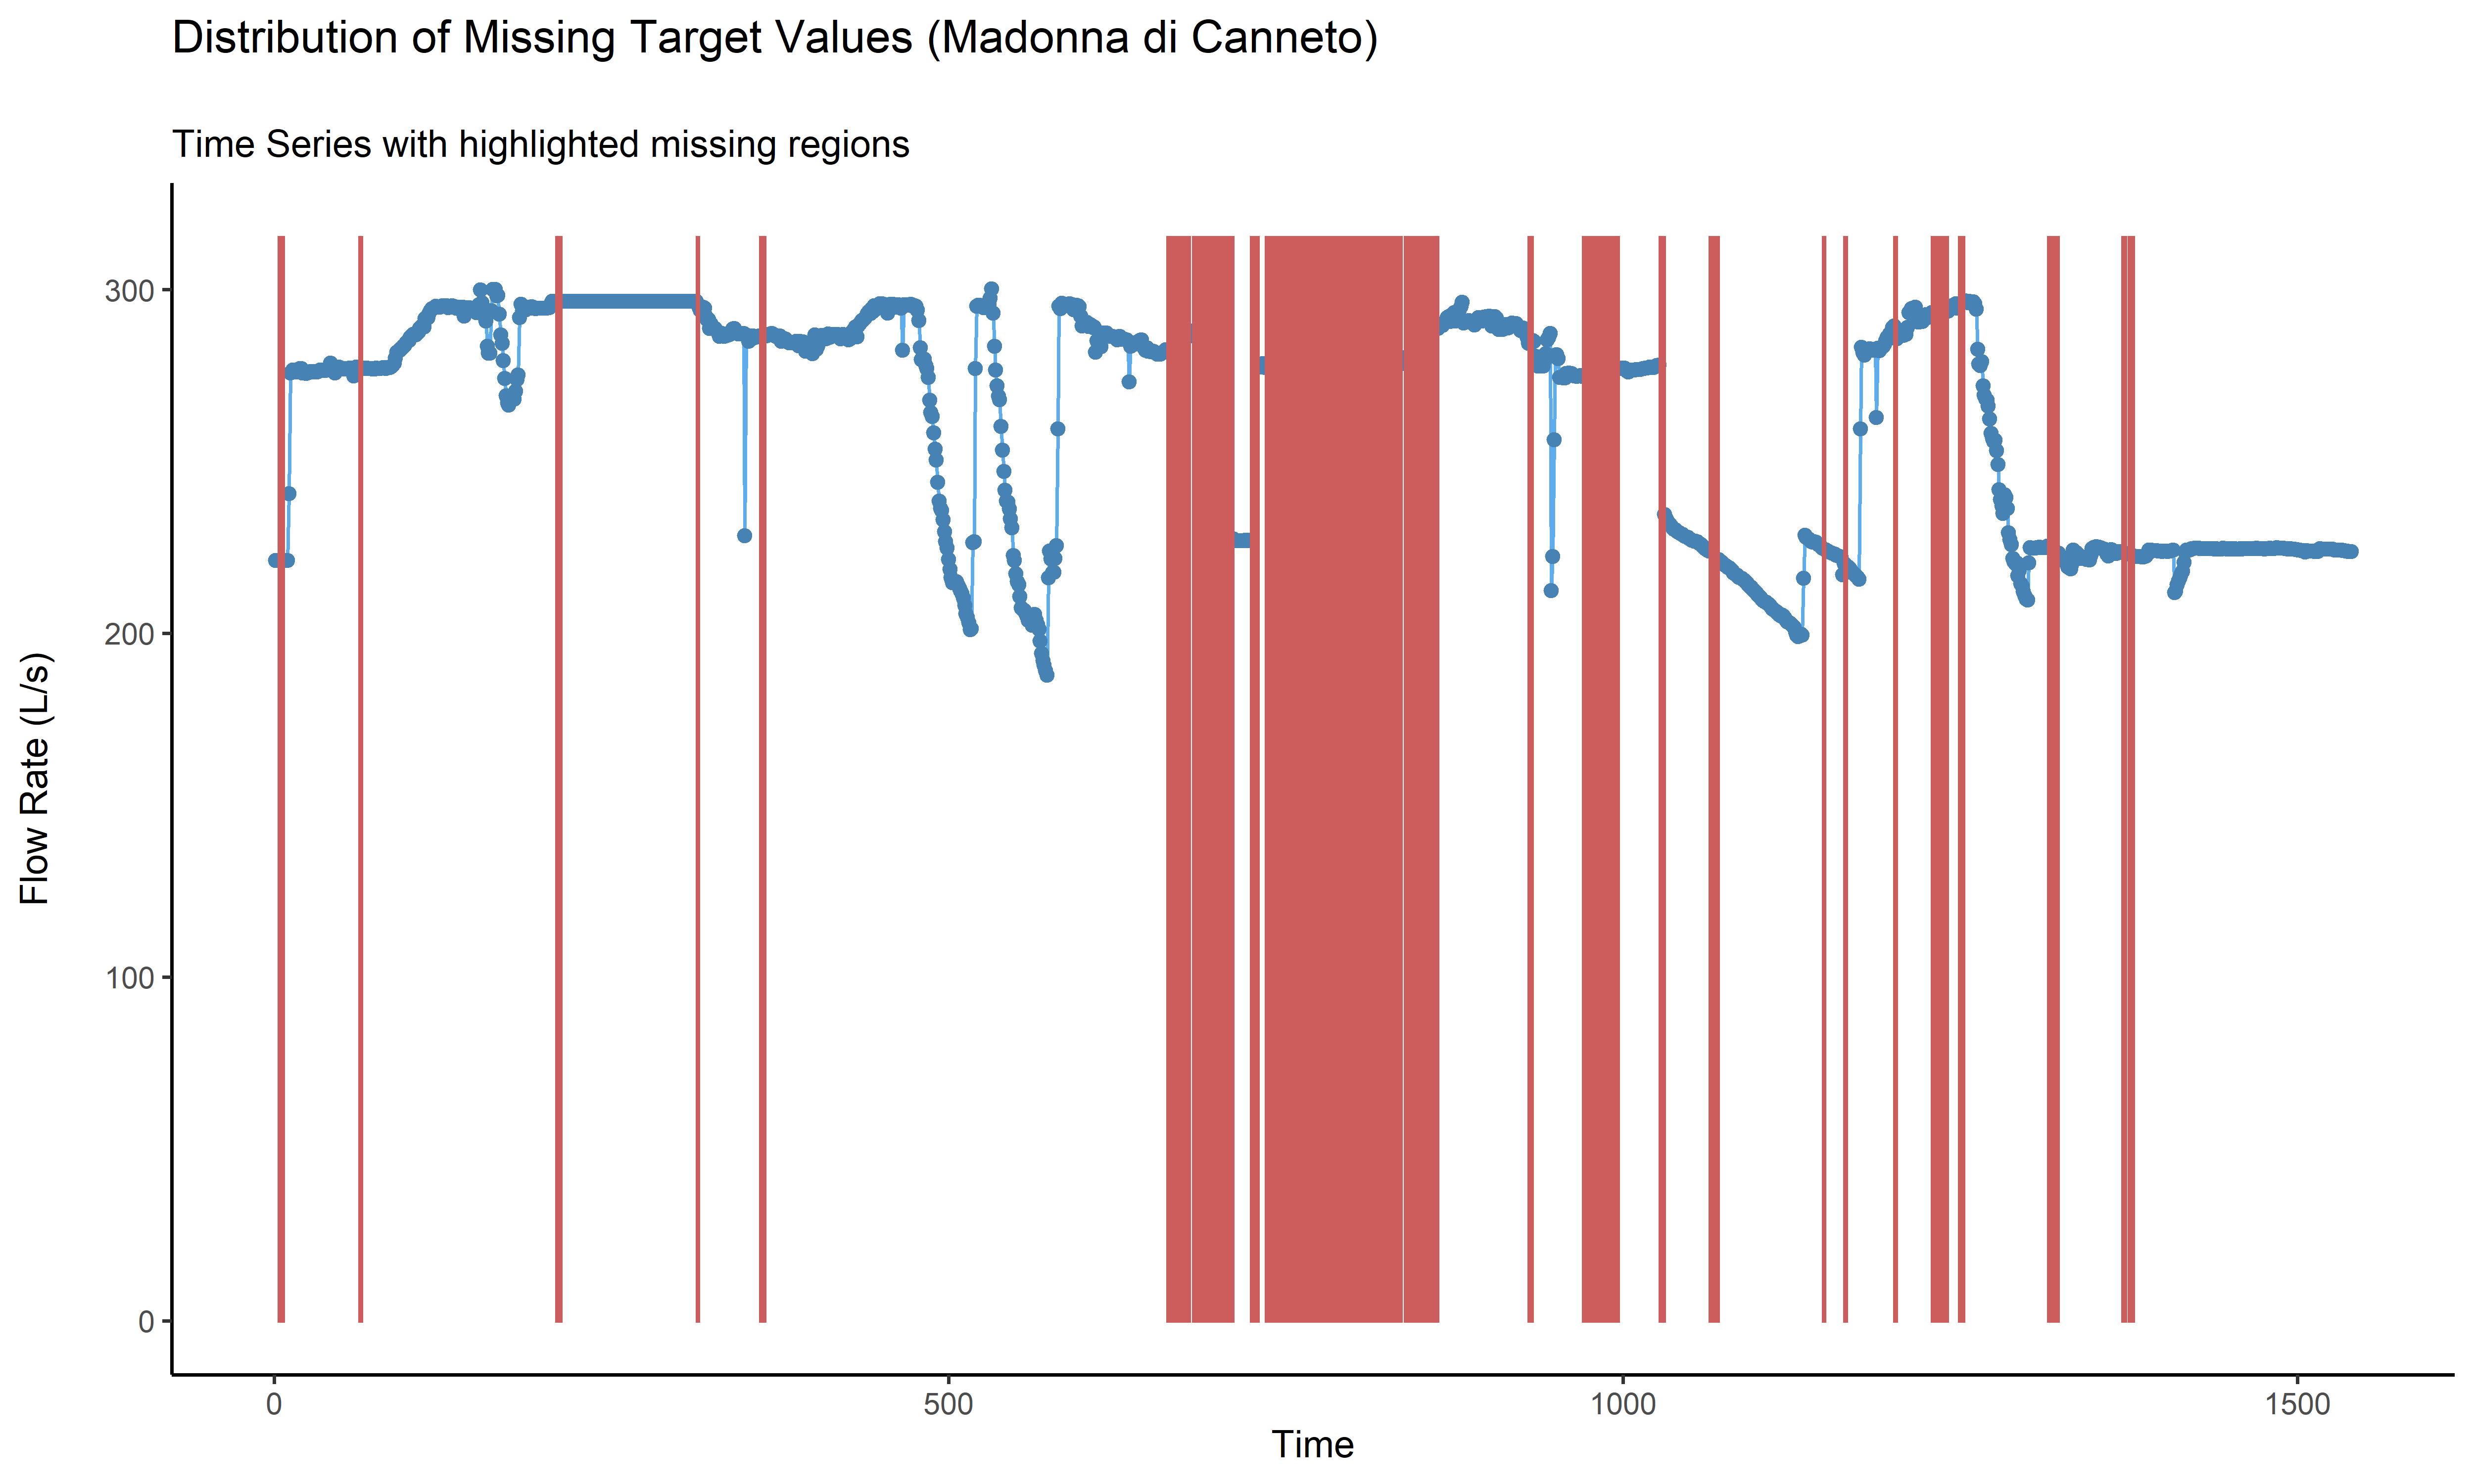 Distribution of Missing Target Values (Madonna di Canneto)
Time Series with highlighted missing regions
Flow Rate (L/s)
300
200
100
0
0 500 1000 1500
Time